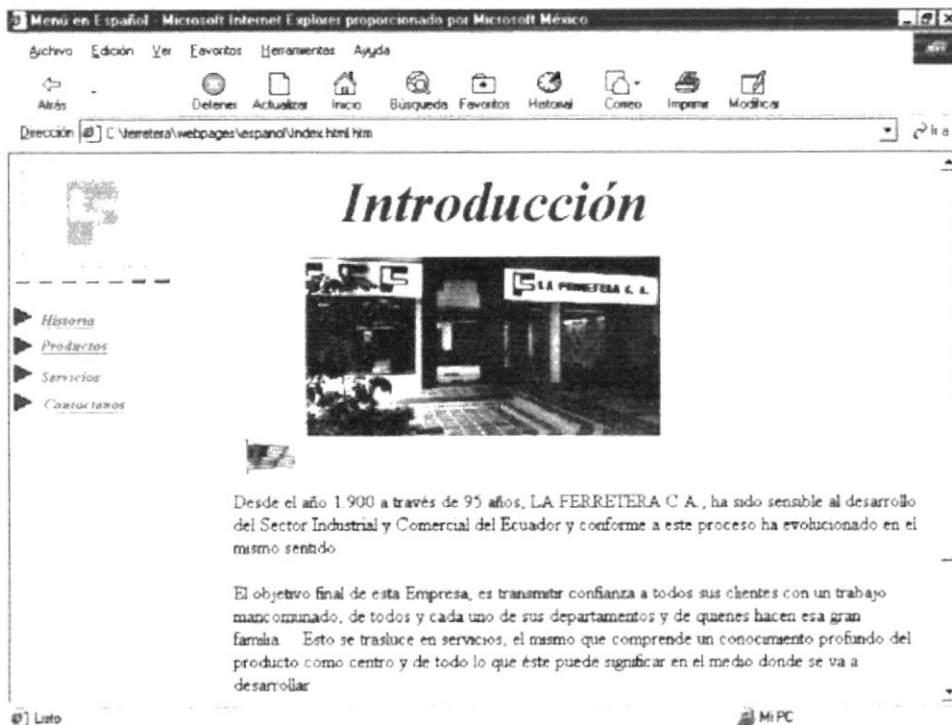 Menú en Español - Microsoft Internet Explorer proporcionado por Microsoft México
Archivo Edición Ver Favoritos Herramientas Ayuda
Atrás Detener Actualizar Inicio Búsqueda Favoritos Historial Correo Imprimir Modificar
Dirección C:\ferretera\webpages\espanol\index.html.htm Ir a
Introducción
LA FERRETERA C. A.
Historia
Productos
Servicios
Contactanos
Desde el año 1.900 a través de 95 años, LA FERRETERA C.A., ha sido sensible al desarrollo
del Sector Industrial y Comercial del Ecuador y conforme a este proceso ha evolucionado en el
mismo sentido
El objetivo final de esta Empresa, es transmitir confianza a todos sus clientes con un trabajo
mancomunado, de todos y cada uno de sus departamentos y de quienes hacen esa gran
familia. Esto se trasluce en servicios, el mismo que comprende un conocimiento profundo del
producto como centro y de todo lo que éste puede significar en el medio donde se va a
desarrollar
Listo Mi PC